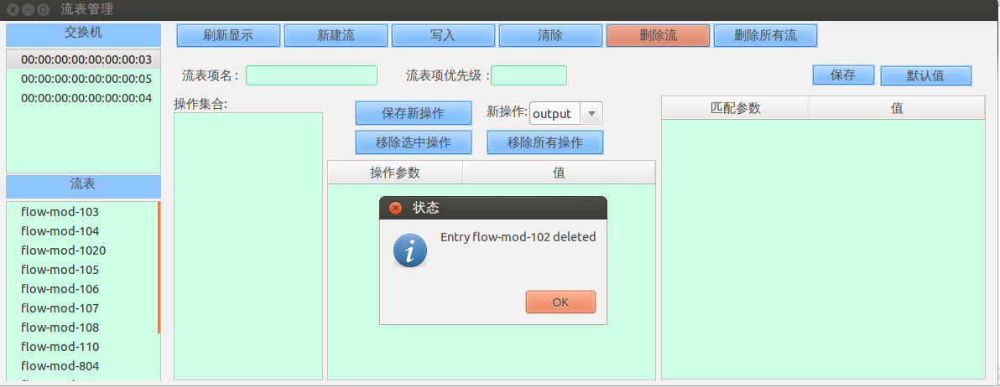 流表管理
交换机
00:00:00:00:00:00:00:03
00:00:00:00:00:00:00:05
00:00:00:00:00:00:00:04
流表
flow-mod-103
flow-mod-104
flow-mod-1020
flow-mod-105
flow-mod-106
flow-mod-107
flow-mod-108
flow-mod-110
flow-mod-804
刷新显示 新建流 写入 清除 删除流 删除所有流
流表项名: 流表项优先级: 保存 默认值
操作集合:
保存新操作 新操作: output
移除选中操作 移除所有操作
操作参数 值
匹配参数 值
状态
Entry flow-mod-102 deleted
OK